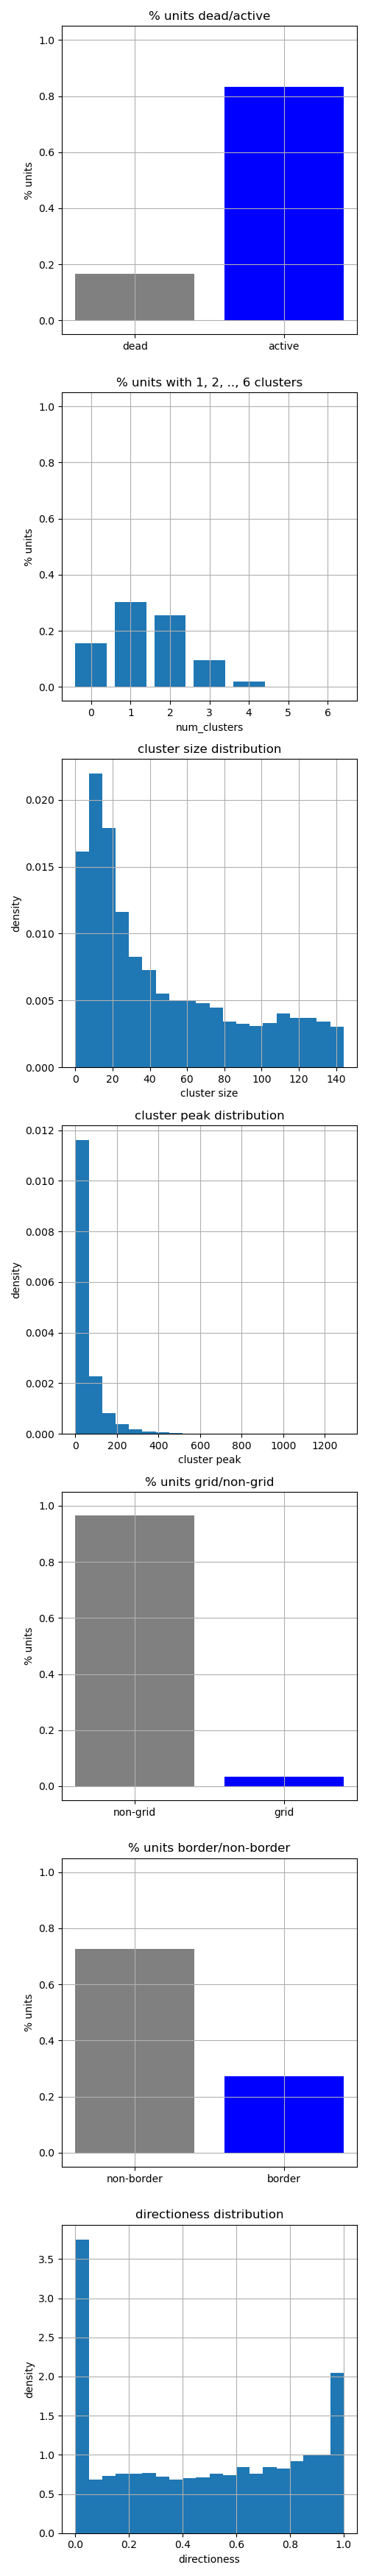 % units dead/active
1.0
0.8
0.6
0.4
0.2
0.0
% units
dead active
% units with 1, 2, .., 6 clusters
1.0
0.8
0.6
0.4
0.2
0.0
% units
0 1 2 3 4 5 6
num_clusters
cluster size distribution
0.020
0.015
0.010
0.005
0.000
density
0 20 40 60 80 100 120 140
cluster size
cluster peak distribution
0.012
0.010
0.008
0.006
0.004
0.002
0.000
density
0 200 400 600 800 1000 1200
cluster peak
% units grid/non-grid
1.0
0.8
0.6
0.4
0.2
0.0
% units
non-grid grid
% units border/non-border
1.0
0.8
0.6
0.4
0.2
0.0
% units
non-border border
directioness distribution
3.5
3.0
2.5
2.0
1.5
1.0
0.5
0.0
density
0.0 0.2 0.4 0.6 0.8 1.0
directioness